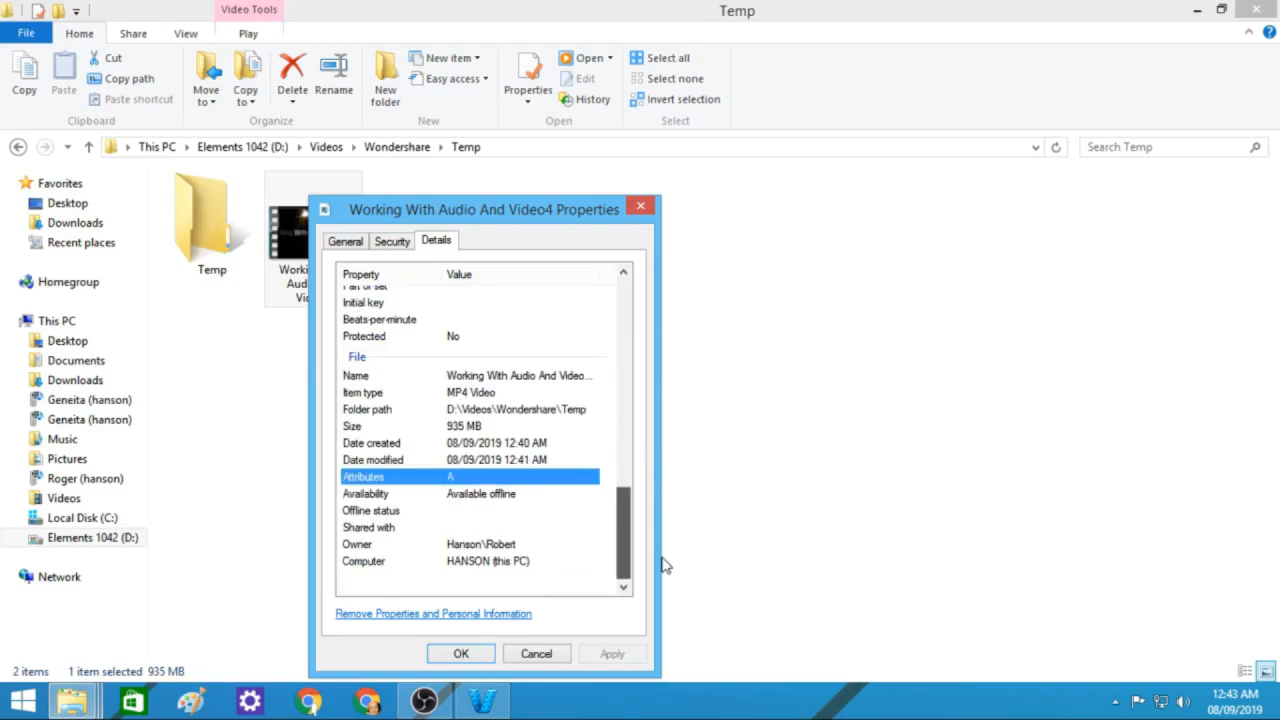 Video Tools
Temp
File
Home
Share
View
Play
Copy
Paste
Cut
Copy path
Paste shortcut
Clipboard
Move to
Copy to
Delete
Rename
Organize
New folder
New item
Easy access
New
Properties
Open
Edit
History
Open
Select all
Select none
Invert selection
Select
This PC
Elements 1042 (D:)
Videos
Wondershare
Temp
Search Temp
Favorites
Desktop
Downloads
Recent places
Homegroup
This PC
Desktop
Documents
Downloads
Geneita (hanson)
Geneita (hanson)
Music
Pictures
Roger (hanson)
Videos
Local Disk (C:)
Elements 1042 (D:)
Network
Temp
Worki
Aud
Vi
Working With Audio And Video4 Properties
General
Security
Details
Property Value
Part of set
Initial key
Beats-per-minute
Protected No
File
Name Working With Audio And Video...
Item type MP4 Video
Folder path D:\Videos\Wondershare\Temp
Size 935 MB
Date created 08/09/2019 12:40 AM
Date modified 08/09/2019 12:41 AM
Attributes A
Availability Available offline
Offline status
Shared with
Owner Hanson\Robert
Computer HANSON (this PC)
Remove Properties and Personal Information
OK
Cancel
Apply
2 items 1 item selected 935 MB
12:43 AM
08/09/2019